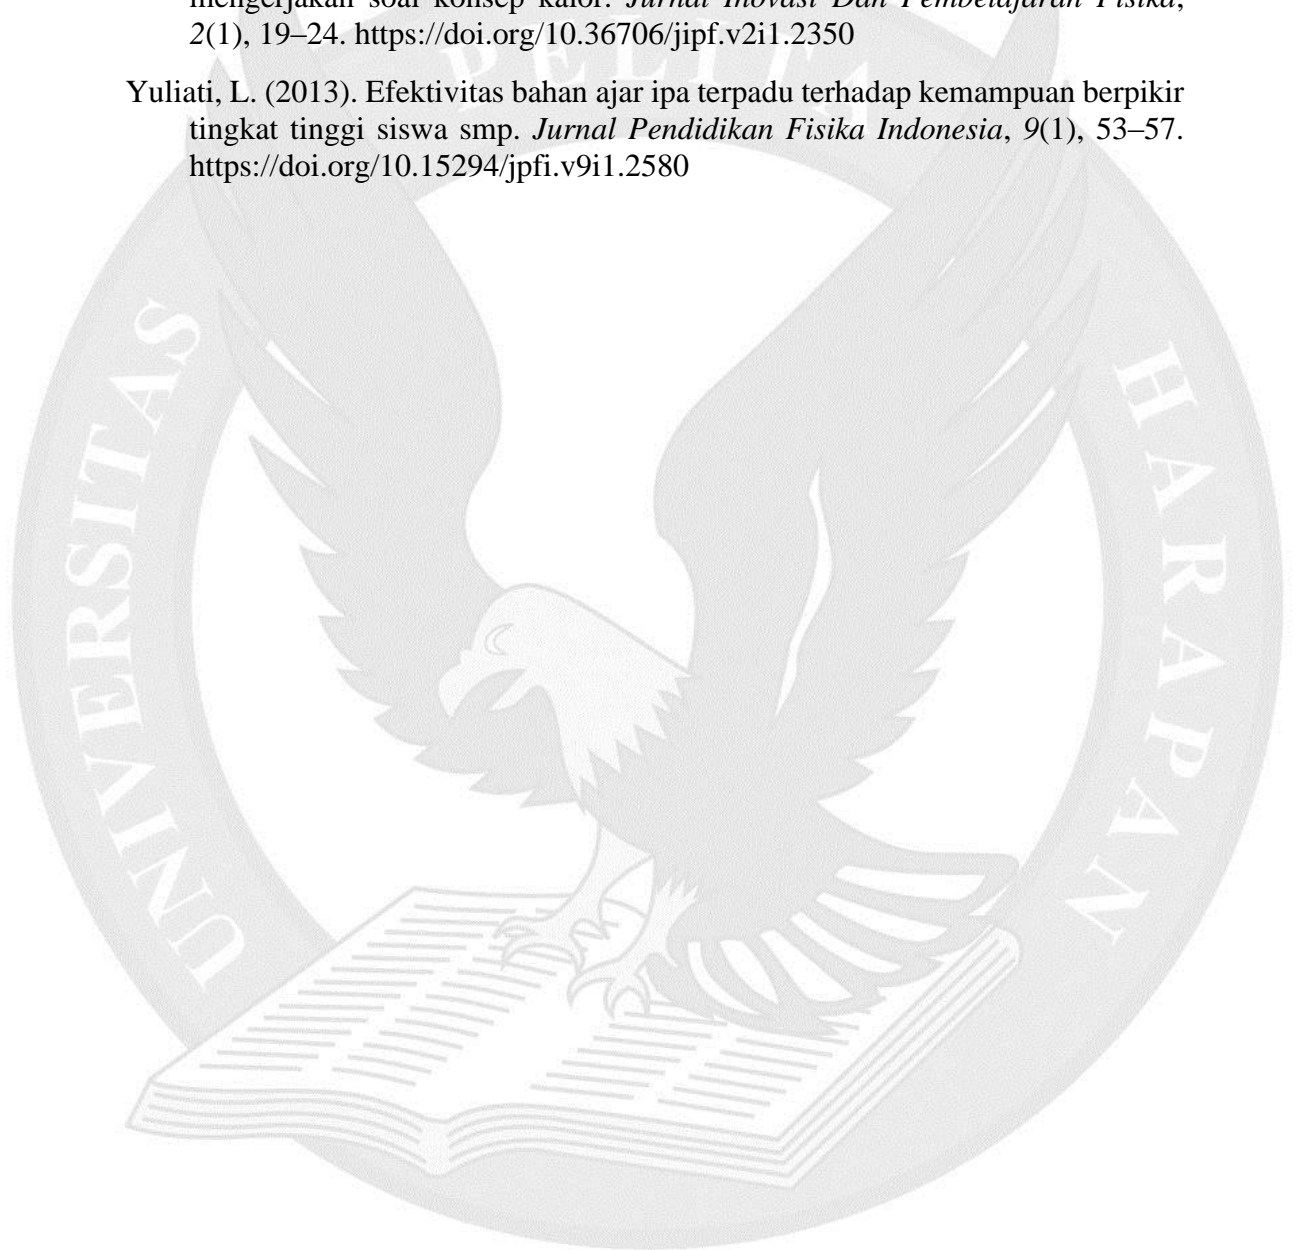 mengerjakan soal konsep kalor. Jurnal Inovasi Dan Pembelajaran Fisika,
2(1), 19–24. https://doi.org/10.36706/jipf.v2i1.2350
Yuliati, L. (2013). Efektivitas bahan ajar ipa terpadu terhadap kemampuan berpikir
tingkat tinggi siswa smp. Jurnal Pendidikan Fisika Indonesia, 9(1), 53–57.
https://doi.org/10.15294/jpfi.v9i1.2580
UNIVERSITAS
PELITA
HARAPAN